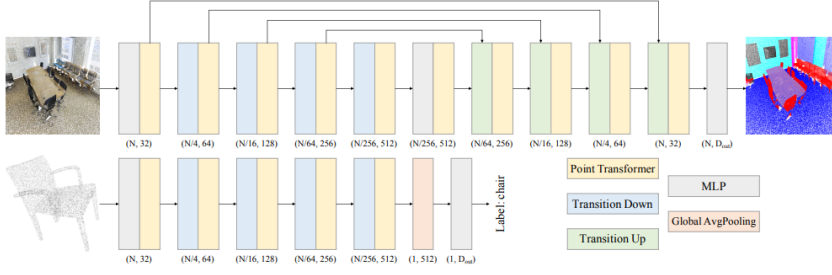 (N, 32) (N/4, 64) (N/16, 128) (N/64, 256) (N/256, 512) (N/256, 512) (N/64, 256) (N/16, 128) (N/4, 64) (N, 32) (N, Dout)
Point Transformer
MLP
Transition Down
Global AvgPooling
Transition Up
Label: chair
(N, 32) (N/4, 64) (N/16, 128) (N/64, 256) (N/256, 512) (1, 512) (1, Dout)